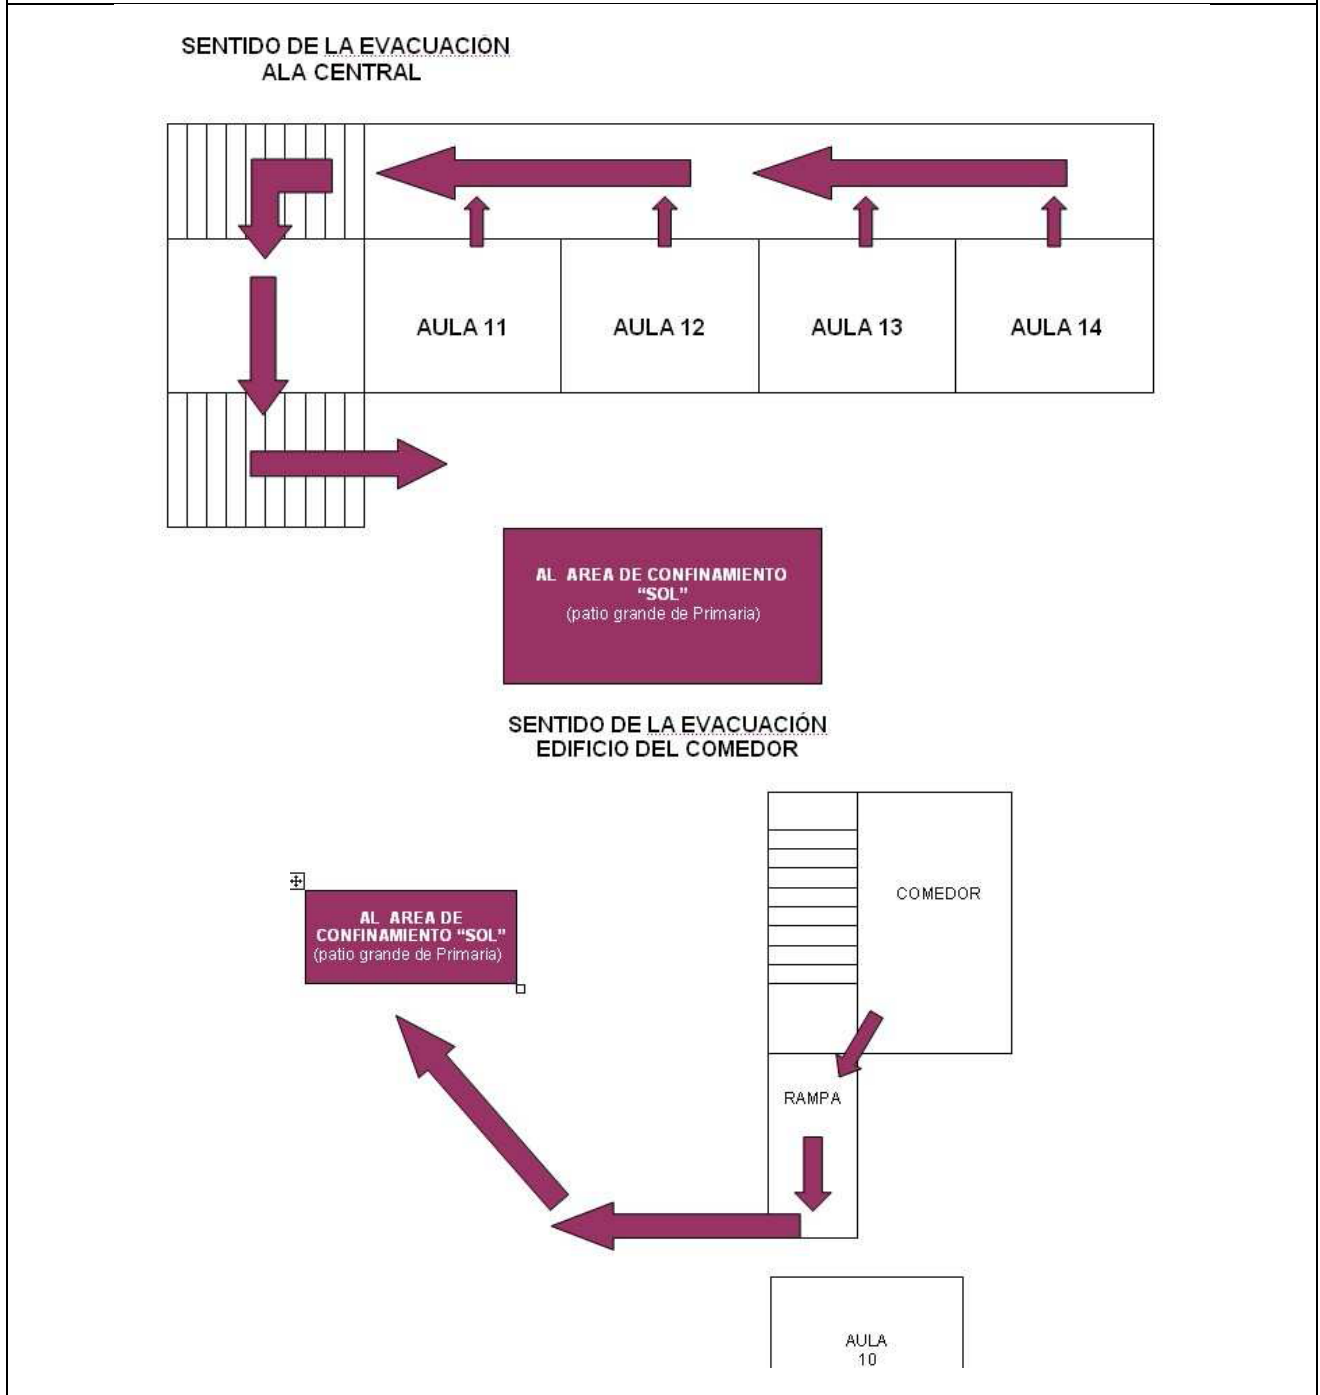 SENTIDO DE LA EVACUACIÓN
ALA CENTRAL
AULA 11
AULA 12
AULA 13
AULA 14
AL AREA DE CONFINAMIENTO
“SOL”
(patio grande de Primaria)
SENTIDO DE LA EVACUACIÓN
EDIFICIO DEL COMEDOR
COMEDOR
AL AREA DE
CONFINAMIENTO “SOL”
(patio grande de Primaria)
RAMPA
AULA
10